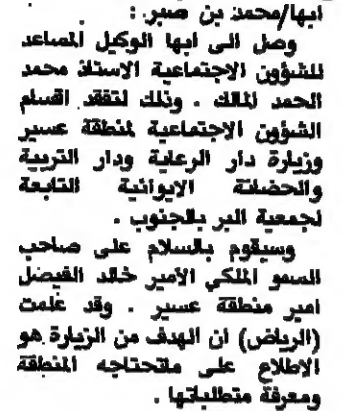 ابها/محمد بن صبر :
وصل الى ابها الوكيل المساعد
للشؤون الاجتماعية الاستاذ محمد
الحمد المالك . وذلك لتفقد اقسام
الشؤون الاجتماعية لمنطقة عسير
وزيارة دار الرعاية ودار التربية
والحضانة الايوائية التابعة
لجمعية البر بالجنوب .
وسيقوم بالسلام على صاحب
السمو الملكي الأمير خالد الفيصل
امير منطقة عسير . وقد علمت
(الرياض) ان الهدف من الزيارة هو
الاطلاع على ماتحتاجه المنطقة
ومعرفة متطلباتها .